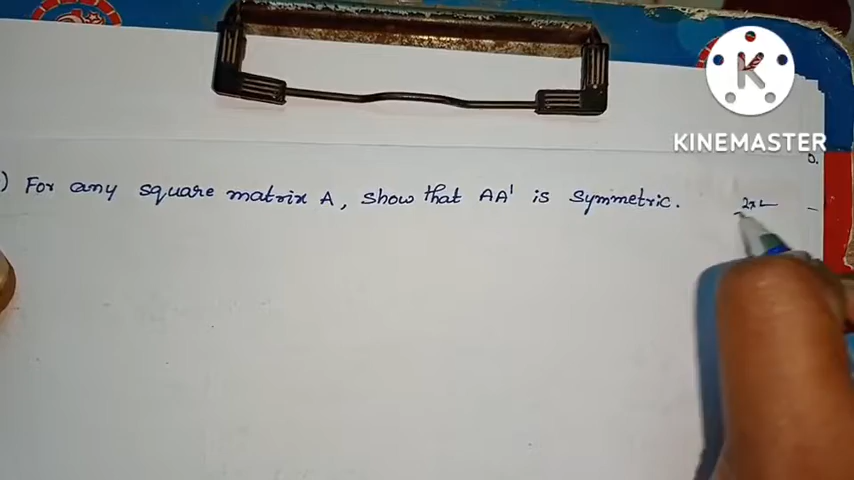 K
KINEMASTER
) For any square matrix A, show that AA' is symmetric.